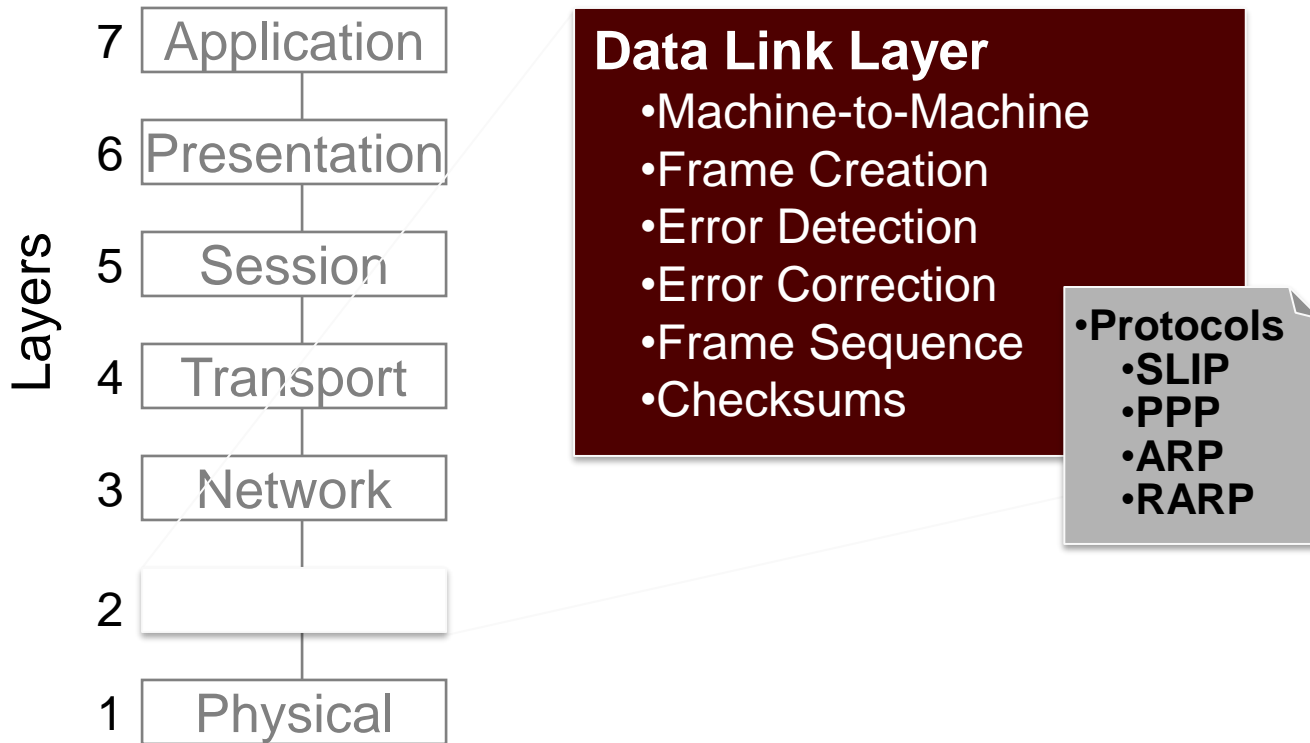 Layers
7 Application
6 Presentation
5 Session
4 Transport
3 Network
2
1 Physical
Data Link Layer
•Machine-to-Machine
•Frame Creation
•Error Detection
•Error Correction
•Frame Sequence
•Checksums
•Protocols
•SLIP
•PPP
•ARP
•RARP